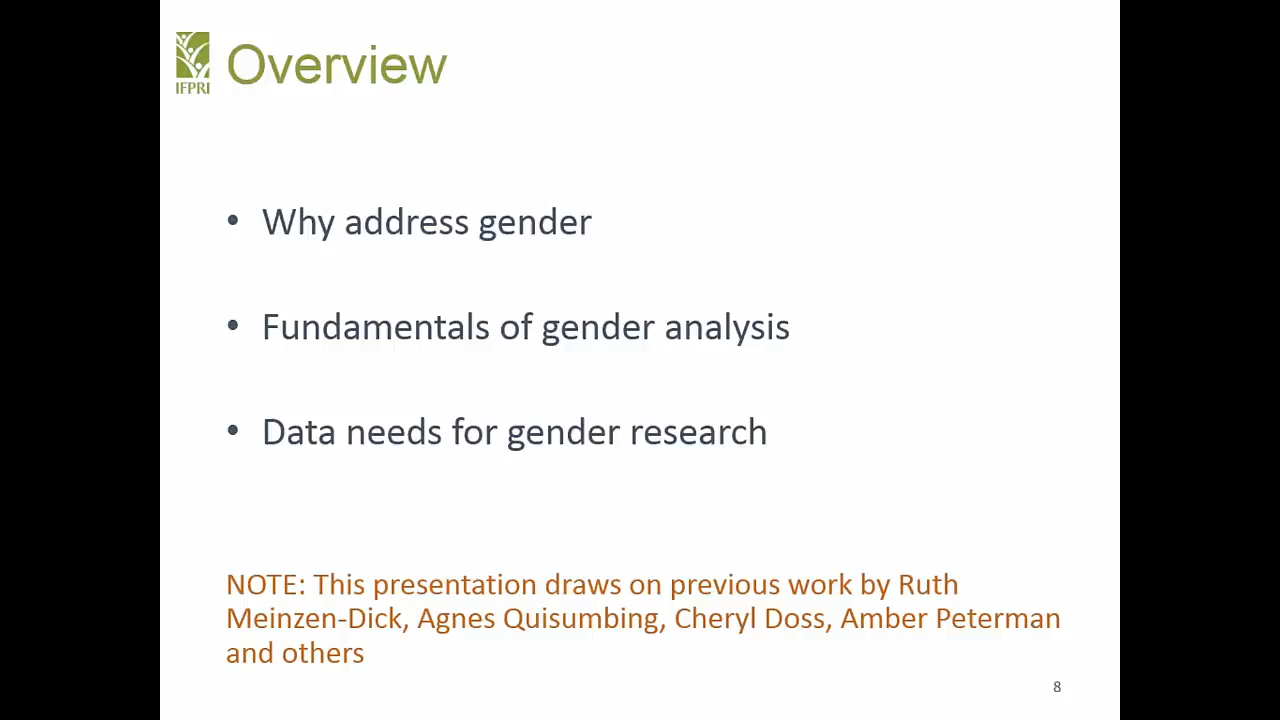 IFPRI
Overview
• Why address gender
• Fundamentals of gender analysis
• Data needs for gender research
NOTE: This presentation draws on previous work by Ruth
Meinzen-Dick, Agnes Quisumbing, Cheryl Doss, Amber Peterman
and others
8